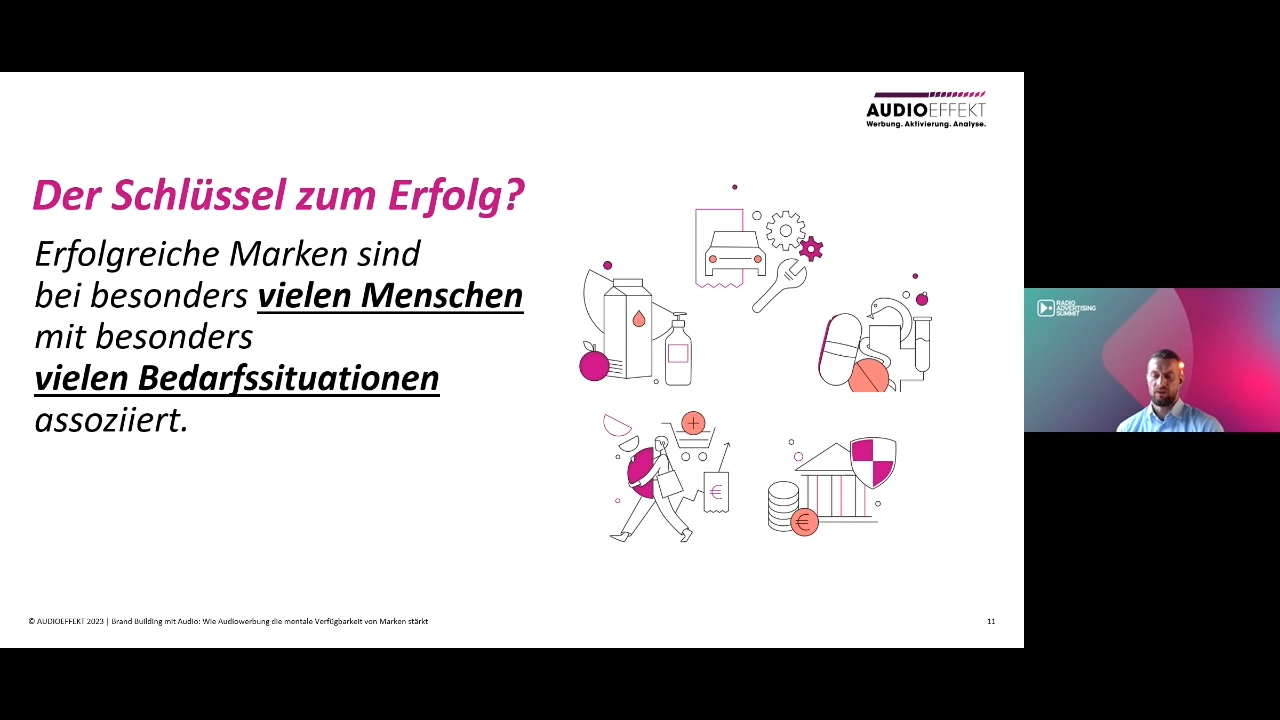 AUDIOEFFEKT
Werbung. Aktivierung. Analyse.
Der Schlüssel zum Erfolg?
Erfolgreiche Marken sind
bei besonders vielen Menschen
mit besonders
vielen Bedarfssituationen
assoziiert.
€
€
© AUDIOEFFEKT 2023 | Brand Building mit Audio: Wie Audiowerbung die mentale Verfügbarkeit von Marken stärkt
11
RADIO
ADVERTISING
SUMMIT